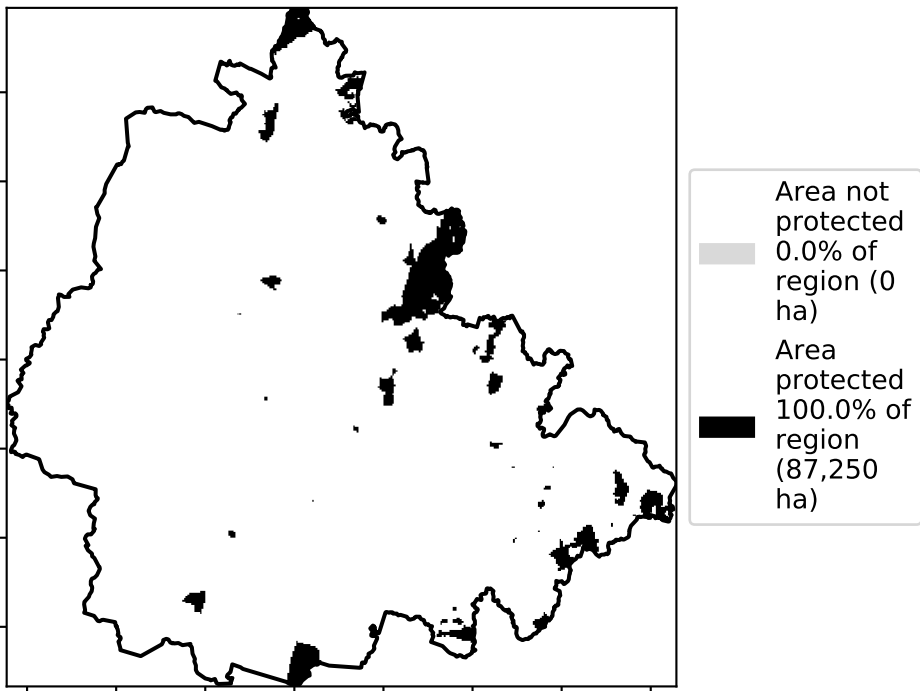 Area not
protected
0.0% of
region (0
ha)
Area
protected
100.0% of
region
(87,250
ha)